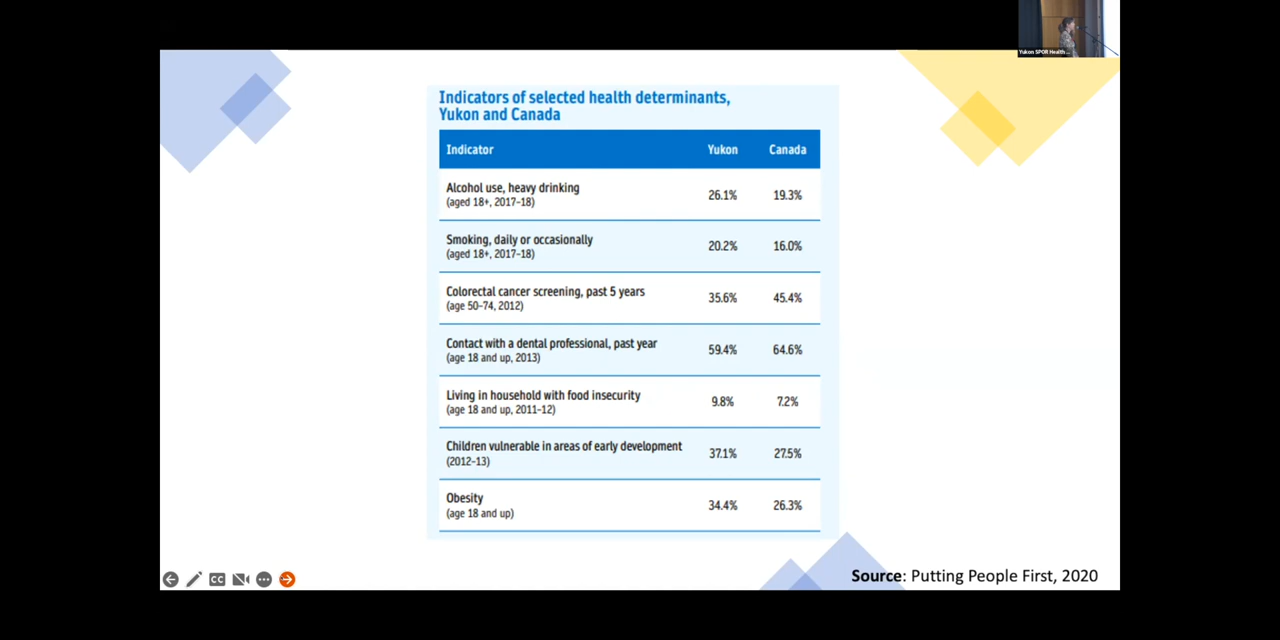 Yukon SPOR Health ...
Indicators of selected health determinants,
Yukon and Canada
Indicator Yukon Canada
Alcohol use, heavy drinking
(aged 18+, 2017–18)
26.1% 19.3%
Smoking, daily or occasionally
(aged 18+, 2017–18)
20.2% 16.0%
Colorectal cancer screening, past 5 years
(age 50–74, 2012)
35.6% 45.4%
Contact with a dental professional, past year
(age 18 and up, 2013)
59.4% 64.6%
Living in household with food insecurity
(age 18 and up, 2011–12)
9.8% 7.2%
Children vulnerable in areas of early development
(2012–13)
37.1% 27.5%
Obesity
(age 18 and up)
34.4% 26.3%
CC
Source: Putting People First, 2020